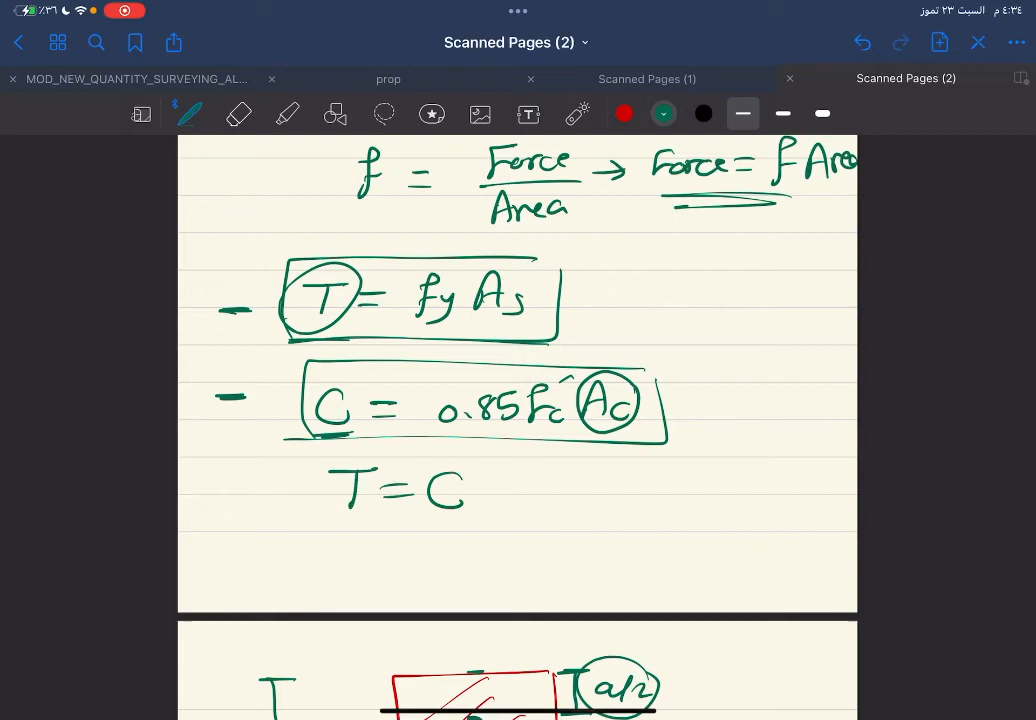 ٪٣٦ ٤:٣٤ م السبت ٢٣ تموز
Scanned Pages (2)
MOD_NEW_QUANTITY_SURVEYING_AL... prop Scanned Pages (1) Scanned Pages (2)
f = Force / Area → Force = f Area
- T = fy As
- C = 0.85 fc' Ac
T = C
I I a/2